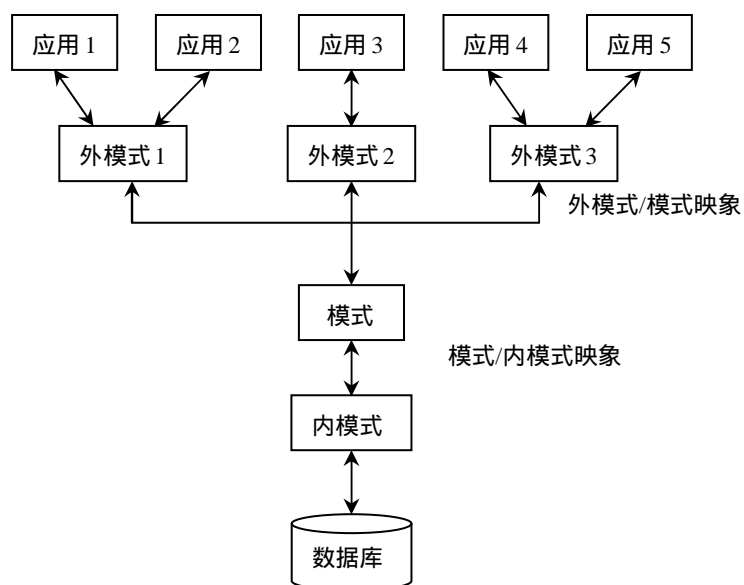 应用 1
应用 2
应用 3
应用 4
应用 5
外模式 1
外模式 2
外模式 3
外模式/模式映象
模式
模式/内模式映象
内模式
数据库